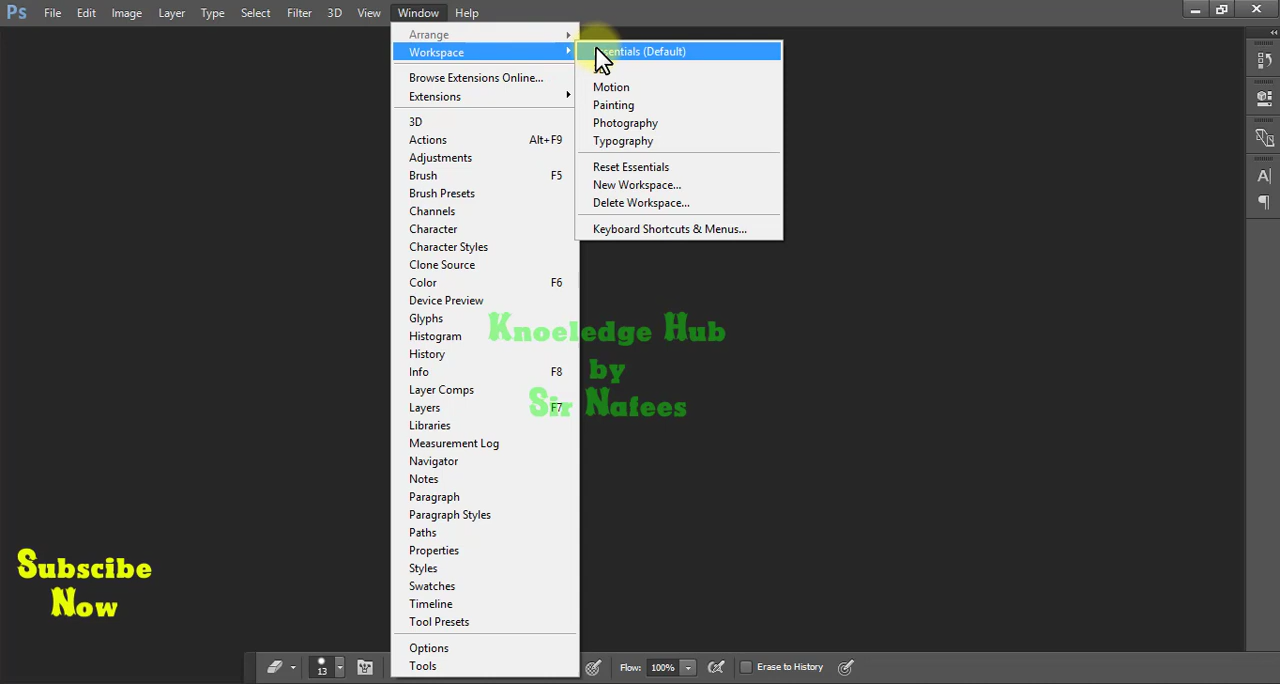 Ps File Edit Image Layer Type Select Filter 3D View Window Help
Arrange
Workspace
Browse Extensions Online...
Extensions
3D
Actions Alt+F9
Adjustments
Brush F5
Brush Presets
Channels
Character
Character Styles
Clone Source
Color F6
Device Preview
Glyphs
Histogram
History
Info F8
Layer Comps
Layers F7
Libraries
Measurement Log
Navigator
Notes
Paragraph
Paragraph Styles
Paths
Properties
Styles
Swatches
Timeline
Tool Presets
Options
Tools
(Default)
Motion
Painting
Photography
Typography
Reset Essentials
New Workspace...
Delete Workspace...
Keyboard Shortcuts & Menus...
Knoeledge Hub
by
Sir Nafees
Subscibe
Now
13 Flow: 100% Erase to History